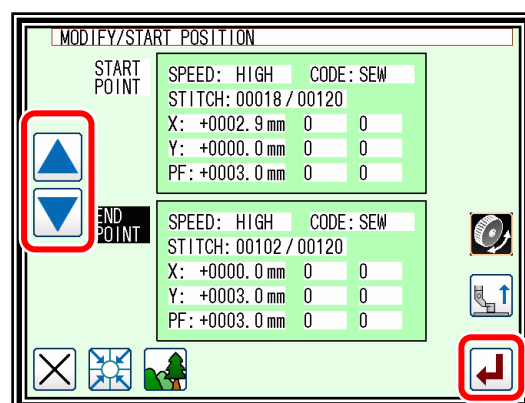 MODIFY/START POSITION
START
POINT
SPEED: HIGH CODE: SEW
STITCH: 00018 / 00120
X: +0002. 9 mm 0 0
Y: +0000. 0 mm 0 0
PF: +0003. 0 mm 0 0
END
POINT
SPEED: HIGH CODE: SEW
STITCH: 00102 / 00120
X: +0000. 0 mm 0 0
Y: +0003. 0 mm 0 0
PF: +0003. 0 mm 0 0